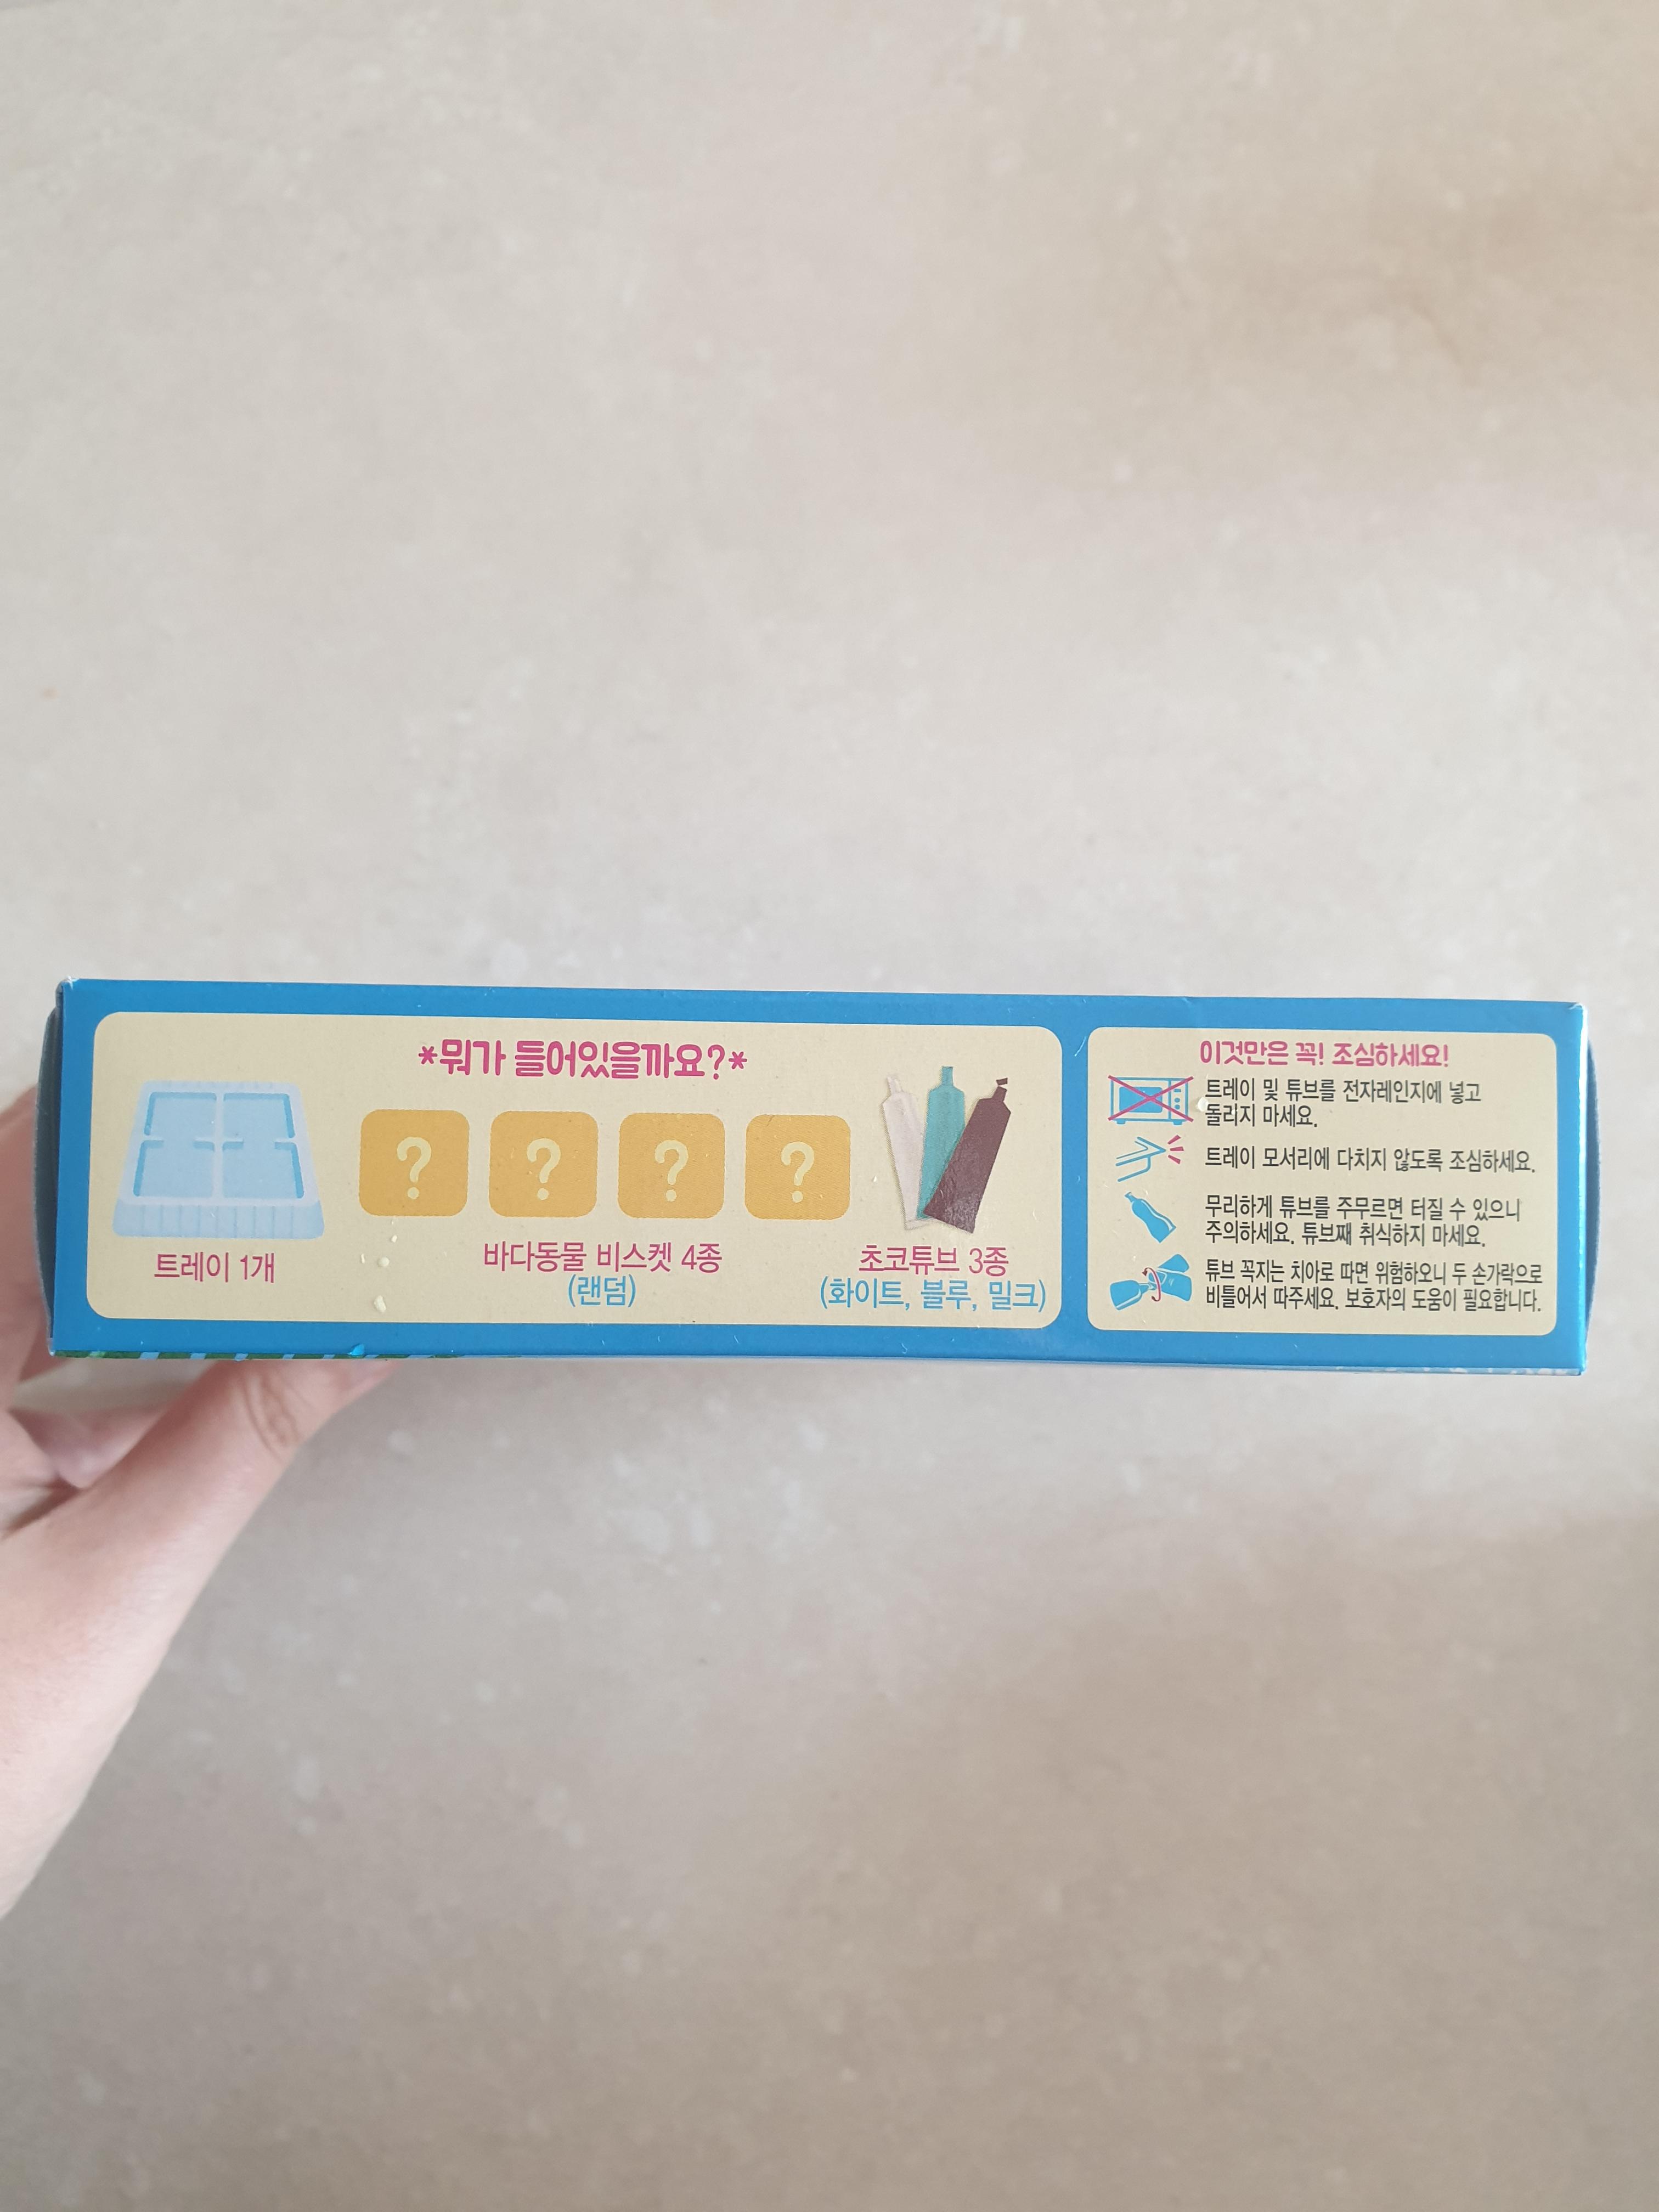 *뭐가 들어있을까요?*
? ? ? ?
트레이 1개
바다동물 비스켓 4종
(랜덤)
초코튜브 3종
(화이트, 블루, 밀크)
이것만은 꼭! 조심하세요!
트레이 및 튜브를 전자레인지에 넣고
돌리지 마세요.
트레이 모서리에 다치지 않도록 조심하세요.
무리하게 튜브를 주무르면 터질 수 있으니
주의하세요. 튜브째 취식하지 마세요.
튜브 꼭지는 치아로 따면 위험하오니 두 손가락으로
비틀어서 따주세요. 보호자의 도움이 필요합니다.